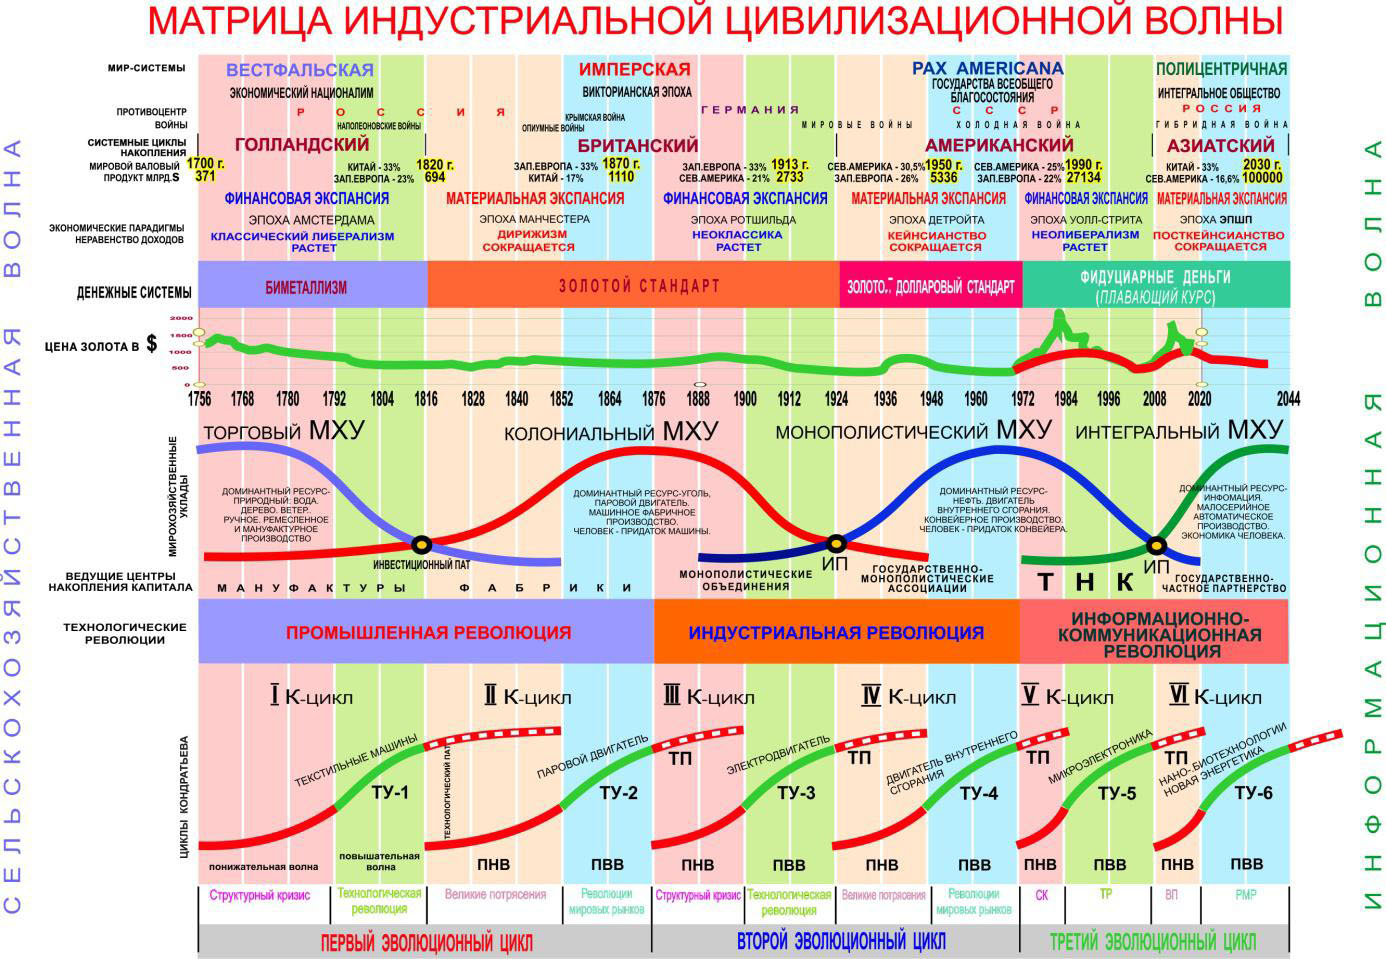 МАТРИЦА ИНДУСТРИАЛЬНОЙ ЦИВИЛИЗАЦИОННОЙ ВОЛНЫ
СЕЛЬСКОХОЗЯЙСТВЕННАЯ ВОЛНА
ИНФОРМАЦИОННАЯ ВОЛНА
МИР-СИСТЕМЫ
ВЕСТФАЛЬСКАЯ ИМПЕРСКАЯ PAX AMERICANA ПОЛИЦЕНТРИЧНАЯ
ЭКОНОМИЧЕСКИЙ НАЦИОНАЛИМ ВИКТОРИАНСКАЯ ЭПОХА
ГОСУДАРСТВА ВСЕОБЩЕГО
БЛАГОСОСТОЯНИЯ
ИНТЕГРАЛЬНОЕ ОБЩЕСТВО
ПРОТИВОЦЕНТР
РОССИЯ ГЕРМАНИЯ СССР РОССИЯ
ВОЙНЫ
НАПОЛЕОНОВСКИЕ ВОЙНЫ
ОПИУМНЫЕ ВОЙНЫ
КРЫМСКАЯ ВОЙНА
МИРОВЫЕ ВОЙНЫ ХОЛОДНАЯ ВОЙНА ГИБРИДНАЯ ВОЙНА
СИСТЕМНЫЕ ЦИКЛЫ
НАКОПЛЕНИЯ
ГОЛЛАНДСКИЙ БРИТАНСКИЙ АМЕРИКАНСКИЙ АЗИАТСКИЙ
МИРОВОЙ ВАЛОВЫЙ
ПРОДУКТ МЛРД.$
1700 г.
371
КИТАЙ - 33%
ЗАП.ЕВРОПА - 23%
1820 г.
694
ЗАП.ЕВРОПА - 33%
КИТАЙ - 17%
1870 г.
1110
ЗАП.ЕВРОПА - 33%
СЕВ.АМЕРИКА - 21%
1913 г.
2733
СЕВ.АМЕРИКА - 30,5%
ЗАП.ЕВРОПА - 26%
1950 г.
5336
СЕВ.АМЕРИКА - 25%
ЗАП.ЕВРОПА - 22%
1990 г.
27134
КИТАЙ - 33%
СЕВ.АМЕРИКА - 16,6%
2030 г.
100000
ФИНАНСОВАЯ ЭКСПАНСИЯ МАТЕРИАЛЬНАЯ ЭКСПАНСИЯ ФИНАНСОВАЯ ЭКСПАНСИЯ МАТЕРИАЛЬНАЯ ЭКСПАНСИЯ ФИНАНСОВАЯ ЭКСПАНСИЯ МАТЕРИАЛЬНАЯ ЭКСПАНСИЯ
ЭПОХА АМСТЕРДАМА ЭПОХА МАНЧЕСТЕРА ЭПОХА РОТШИЛЬДА ЭПОХА ДЕТРОЙТА ЭПОХА УОЛЛ-СТРИТА ЭПОХА ЭПШП
ЭКОНОМИЧЕСКИЕ ПАРАДИГМЫ
НЕРАВЕНСТВО ДОХОДОВ
КЛАССИЧЕСКИЙ ЛИБЕРАЛИЗМ
РАСТЕТ
ДИРИЖИЗМ
СОКРАЩАЕТСЯ
НЕОКЛАССИКА
РАСТЕТ
КЕЙНСИАНСТВО
СОКРАЩАЕТСЯ
НЕОЛИБЕРАЛИЗМ
РАСТЕТ
ПОСТКЕЙНСИАНСТВО
СОКРАЩАЕТСЯ
ДЕНЕЖНЫЕ СИСТЕМЫ
БИМЕТАЛЛИЗМ
ЗОЛОТОЙ СТАНДАРТ
ЗОЛОТО-ДОЛЛАРОВЫЙ СТАНДАРТ
ФИДУЦИАРНЫЕ ДЕНЬГИ
(ПЛАВАЮЩИЙ КУРС)
ЦЕНА ЗОЛОТА В $
2000
1500
1000
500
0
1756 1768 1780 1792 1804 1816 1828 1840 1852 1864 1876 1888 1900 1912 1924 1936 1948 1960 1972 1984 1996 2008 2020 2044
МИРОХОЗЯЙСТВЕННЫЕ
УКЛАДЫ
ТОРГОВЫЙ МХУ КОЛОНИАЛЬНЫЙ МХУ МОНОПОЛИСТИЧЕСКИЙ МХУ ИНТЕГРАЛЬНЫЙ МХУ
ДОМИНАНТНЫЙ РЕСУРС-
ПРИРОДНЫЙ: ВОДА.
ДЕРЕВО. ВЕТЕР..
РУЧНОЕ. РЕМЕСЛЕННОЕ
И МАНУФАКТУРНОЕ
ПРОИЗВОДСТВО
ДОМИНАНТНЫЙ РЕСУРС-УГОЛЬ,
ПАРОВОЙ ДВИГАТЕЛЬ.
МАШИННОЕ ФАБРИЧНОЕ
ПРОИЗВОДСТВО.
ЧЕЛОВЕК - ПРИДАТОК МАШИНЫ.
ДОМИНАНТНЫЙ РЕСУРС-
НЕФТЬ. ДВИГАТЕЛЬ
ВНУТРЕННЕГО СГОРАНИЯ.
КОНВЕЙЕРНОЕ ПРОИЗВОДСТВО.
ЧЕЛОВЕК - ПРИДАТОК КОНВЕЙЕРА.
ДОМИНАНТНЫЙ РЕСУРС-
ИНФОМАЦИЯ.
МАЛОСЕРИЙНОЕ
АВТОМАТИЧЕСКОЕ
ПРОИЗВОДСТВО.
ЭКОНОМИКА ЧЕЛОВЕКА.
ИНВЕСТИЦИОННЫЙ ПАТ
ИП
ИП
ВЕДУЩИЕ ЦЕНТРЫ
НАКОПЛЕНИЯ КАПИТАЛА
МАНУФАКТУРЫ ФАБРИКИ
МОНОПОЛИСТИЧЕСКИЕ
ОБЪЕДИНЕНИЯ
ГОСУДАРСТВЕННО-
МОНОПОЛИСТИЧЕСКИЕ
АССОЦИАЦИИ
ТНК
ГОСУДАРСТВЕННО-
ЧАСТНОЕ ПАРТНЕРСТВО
ТЕХНОЛОГИЧЕСКИЕ
РЕВОЛЮЦИИ
ПРОМЫШЛЕННАЯ РЕВОЛЮЦИЯ
ИНДУСТРИАЛЬНАЯ РЕВОЛЮЦИЯ
ИНФОРМАЦИОННО-
КОММУНИКАЦИОННАЯ
РЕВОЛЮЦИЯ
ЦИКЛЫ КОНДРАТЬЕВА
I К-цикл II К-цикл III К-цикл IV К-цикл V К-цикл VI К-цикл
ТЕКСТИЛЬНЫЕ МАШИНЫ
ТЕХНОЛОГИЧЕСКИЙ ПАТ
ПАРОВОЙ ДВИГАТЕЛЬ
ТП
ЭЛЕКТРОДВИГАТЕЛЬ
ТП
ДВИГАТЕЛЬ ВНУТРЕННЕГО
СГОРАНИЯ
ТП
МИКРОЭЛЕКТРОНИКА
ТП
НАНО-.БИОТЕХНООЛОГИИ
НОВАЯ ЭНЕРГЕТИКА
ТУ-1 ТУ-2 ТУ-3 ТУ-4 ТУ-5 ТУ-6
понижательная волна
повышательная
волна
ПНВ ПВВ ПНВ ПВВ ПНВ ПВВ ПНВ ПВВ ПНВ ПВВ
Структурный кризис
Технологическая
революция
Великие потрясения
Революции
мировых рынков
Структурный кризис
Технологическая
революция
Великие потрясения
Революции
мировых рынков
СК ТР ВП РМР
ПЕРВЫЙ ЭВОЛЮЦИОННЫЙ ЦИКЛ ВТОРОЙ ЭВОЛЮЦИОННЫЙ ЦИКЛ ТРЕТИЙ ЭВОЛЮЦИОННЫЙ ЦИКЛ